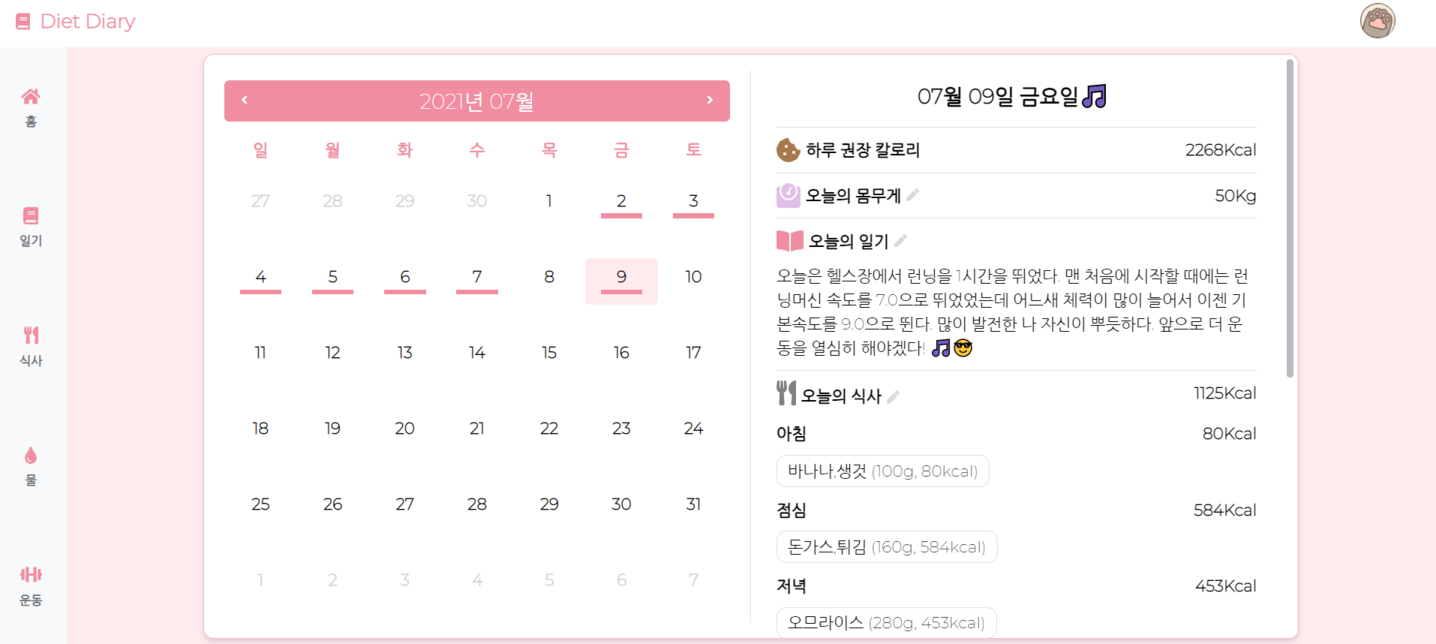 Diet Diary
홈
일기
식사
물
운동
2021년 07월
일 월 화 수 목 금 토
27 28 29 30 1 2 3
4 5 6 7 8 9 10
11 12 13 14 15 16 17
18 19 20 21 22 23 24
25 26 27 28 29 30 31
1 2 3 4 5 6 7
07월 09일 금요일
하루 권장 칼로리 2268Kcal
오늘의 몸무게 50Kg
오늘의 일기
오늘은 헬스장에서 런닝을 1시간을 뛰었다. 맨 처음에 시작할 때에는 런
닝머신 속도를 7.0으로 뛰었었는데 어느새 체력이 많이 늘어서 이젠 기
본속도를 9.0으로 뛴다. 많이 발전한 나 자신이 뿌듯하다. 앞으로 더 운
동을 열심히 해야겠다!
오늘의 식사 1125Kcal
아침 80Kcal
바나나,생것 (100g, 80kcal)
점심 584Kcal
돈가스,튀김 (160g, 584kcal)
저녁 453Kcal
오므라이스 (280g, 453kcal)